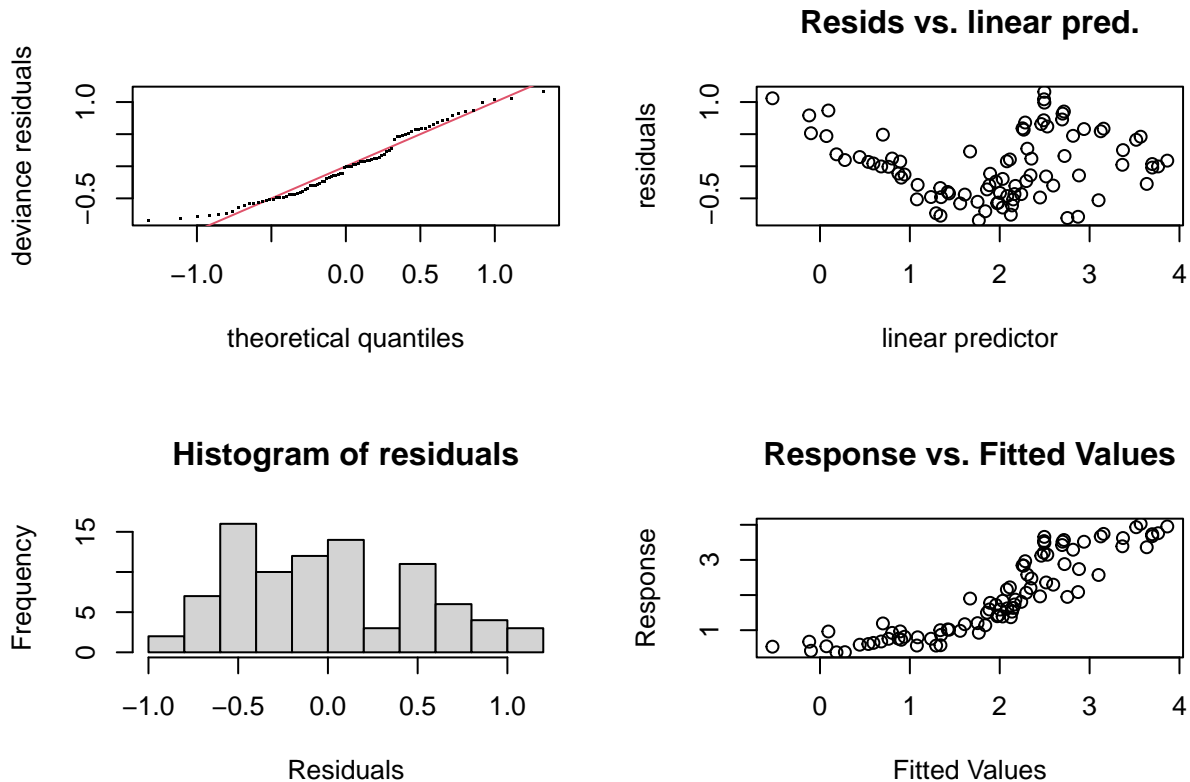 deviance residuals
1.0
−0.5
−1.0
0.0
0.5
1.0
theoretical quantiles
Resids vs. linear pred.
residuals
1.0
−0.5
0
1
2
3
4
linear predictor
Histogram of residuals
Frequency
15
5
0
−1.0
−0.5
0.0
0.5
1.0
Residuals
Response vs. Fitted Values
Response
3
1
0
1
2
3
4
Fitted Values